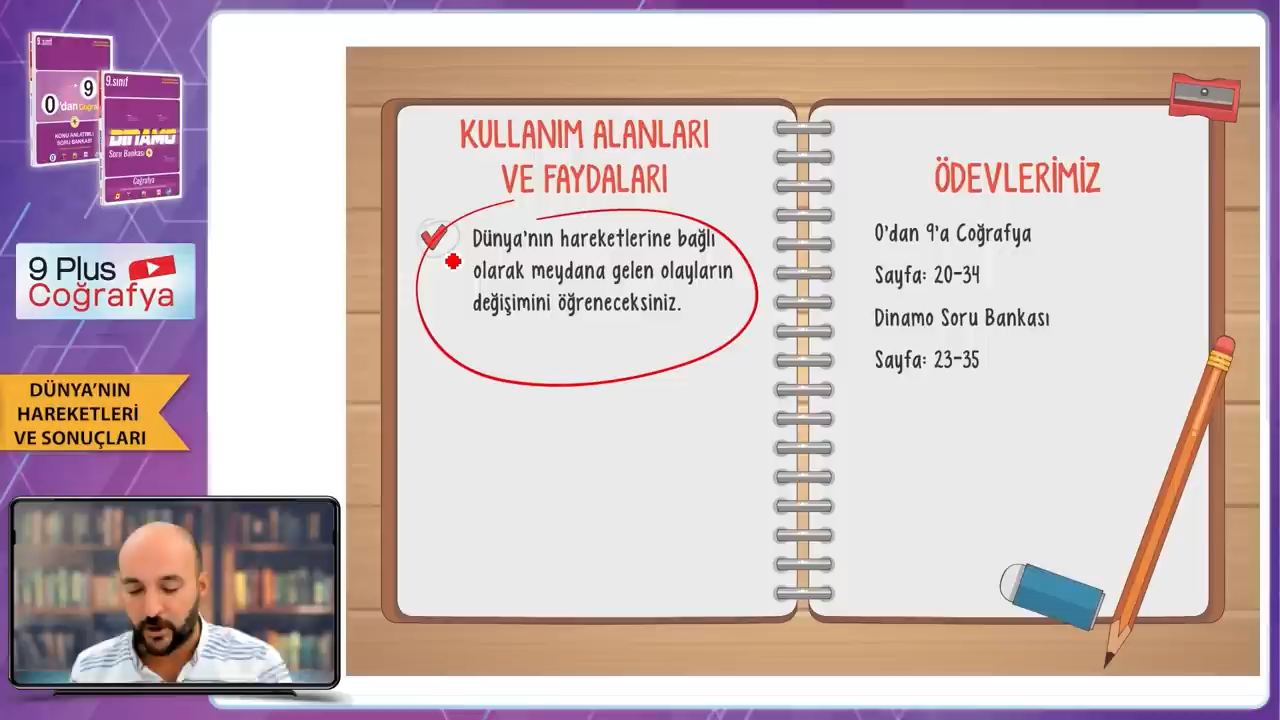 9.sınıf
0'dan 9
KONU ANLATIMLI
SORU BANKASI
9.sınıf
DİNAMO
Soru Bankası
Coğrafya
9 Plus
Coğrafya
DÜNYA'NIN
HAREKETLERİ
VE SONUÇLARI
KULLANIM ALANLARI
VE FAYDALARI
Dünya'nın hareketlerine bağlı
olarak meydana gelen olayların
değişimini öğreneceksiniz.
ÖDEVLERİMİZ
0'dan 9'a Coğrafya
Sayfa: 20-34
Dinamo Soru Bankası
Sayfa: 23-35